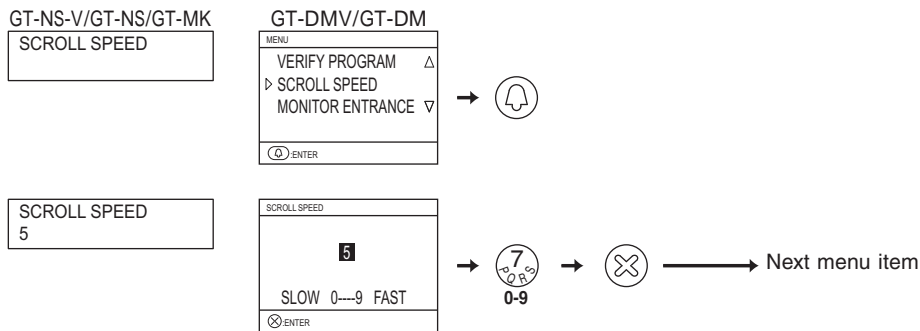 GT-NS-V/GT-NS/GT-MK
SCROLL SPEED
GT-DMV/GT-DM
MENU
VERIFY PROGRAM
SCROLL SPEED
MONITOR ENTRANCE
:ENTER
SCROLL SPEED
5
SCROLL SPEED
5
SLOW 0----9 FAST
:ENTER
7
PQRS
0-9
Next menu item